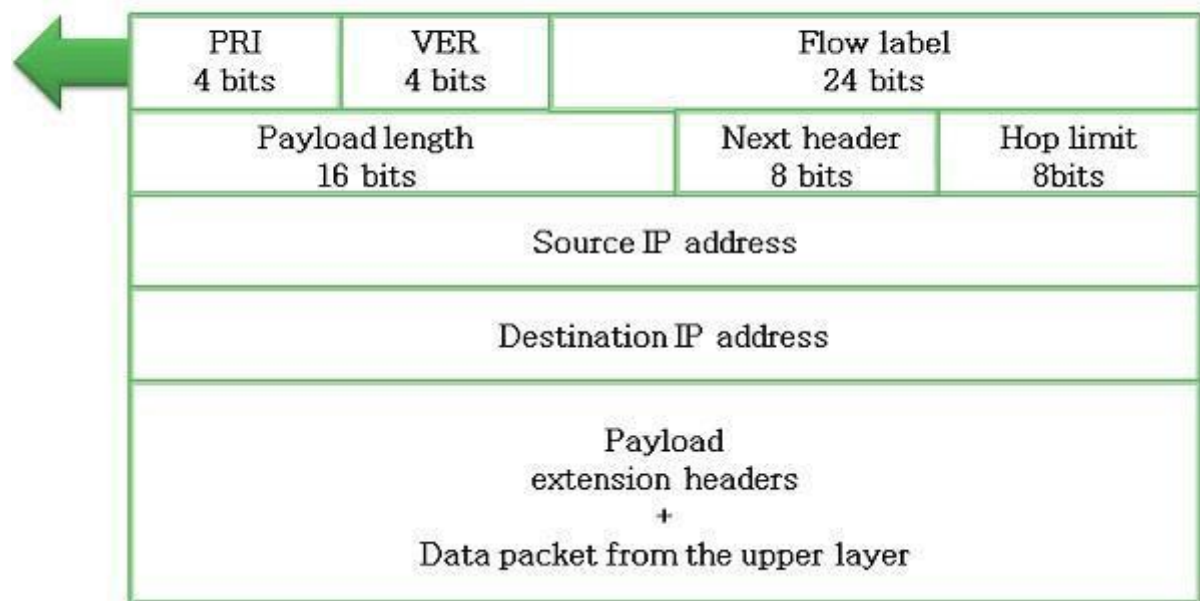 PRI
4 bits
VER
4 bits
Flow label
24 bits
Payload length
16 bits
Next header
8 bits
Hop limit
8bits
Source IP address
Destination IP address
Payload
extension headers
+
Data packet from the upper layer